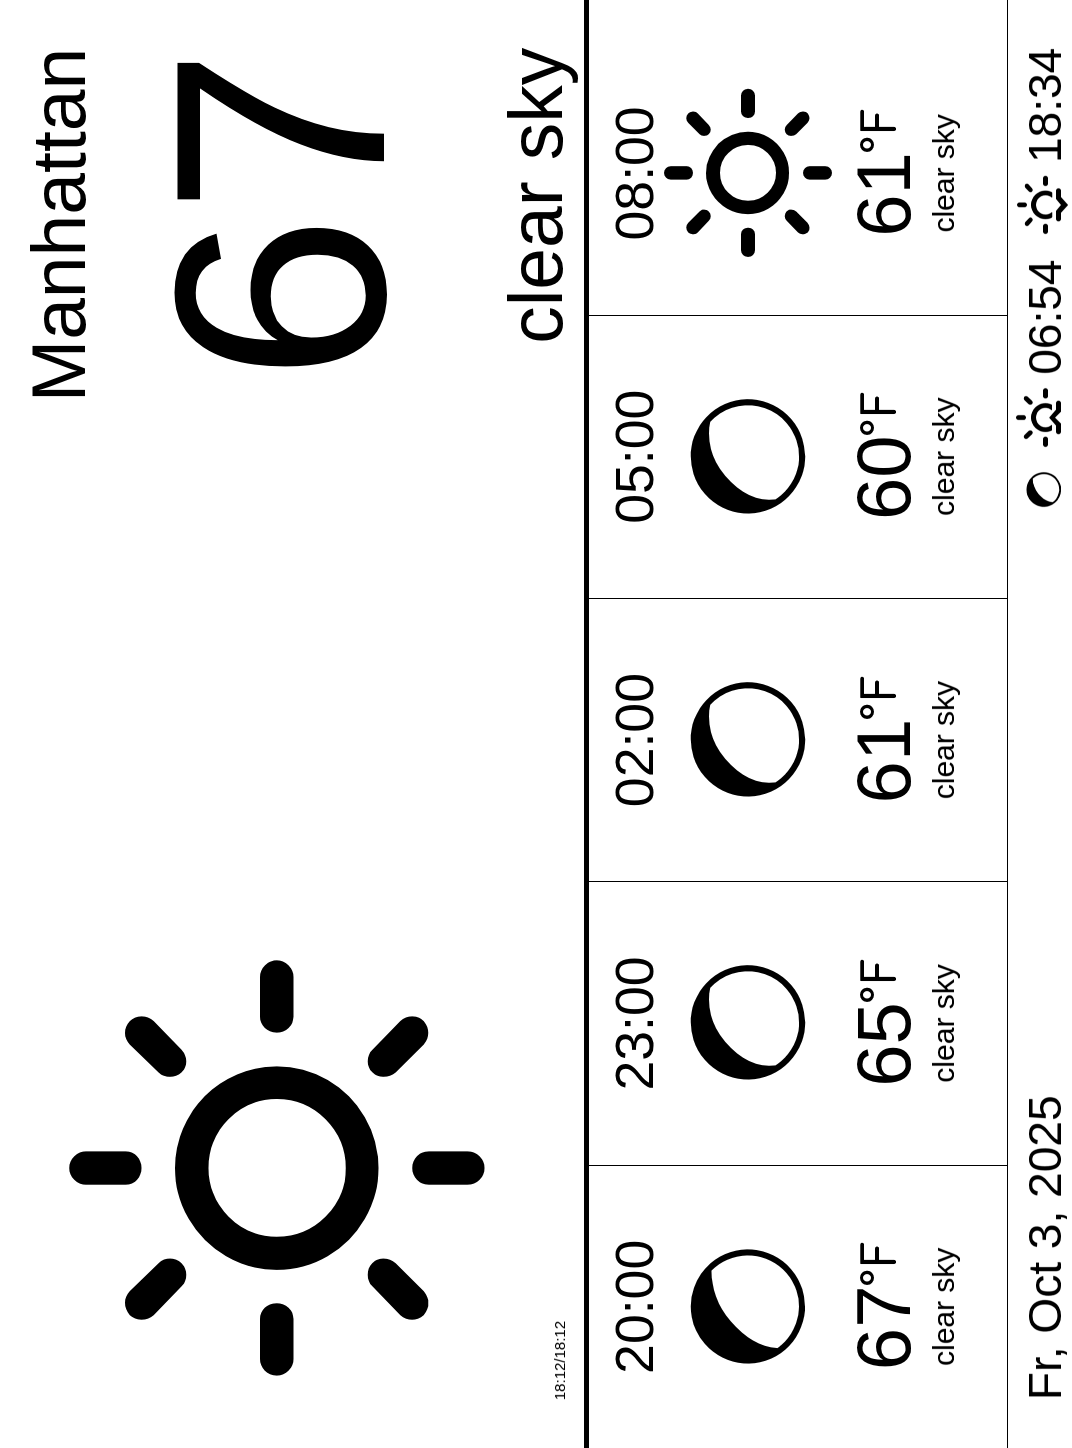 Manhattan
67
clear sky
18:12/18:12
20:00 23:00 02:00 05:00 08:00
67°F 65°F 61°F 60°F 61°F
clear sky clear sky clear sky clear sky clear sky
Fr, Oct 3, 2025 06:54 18:34